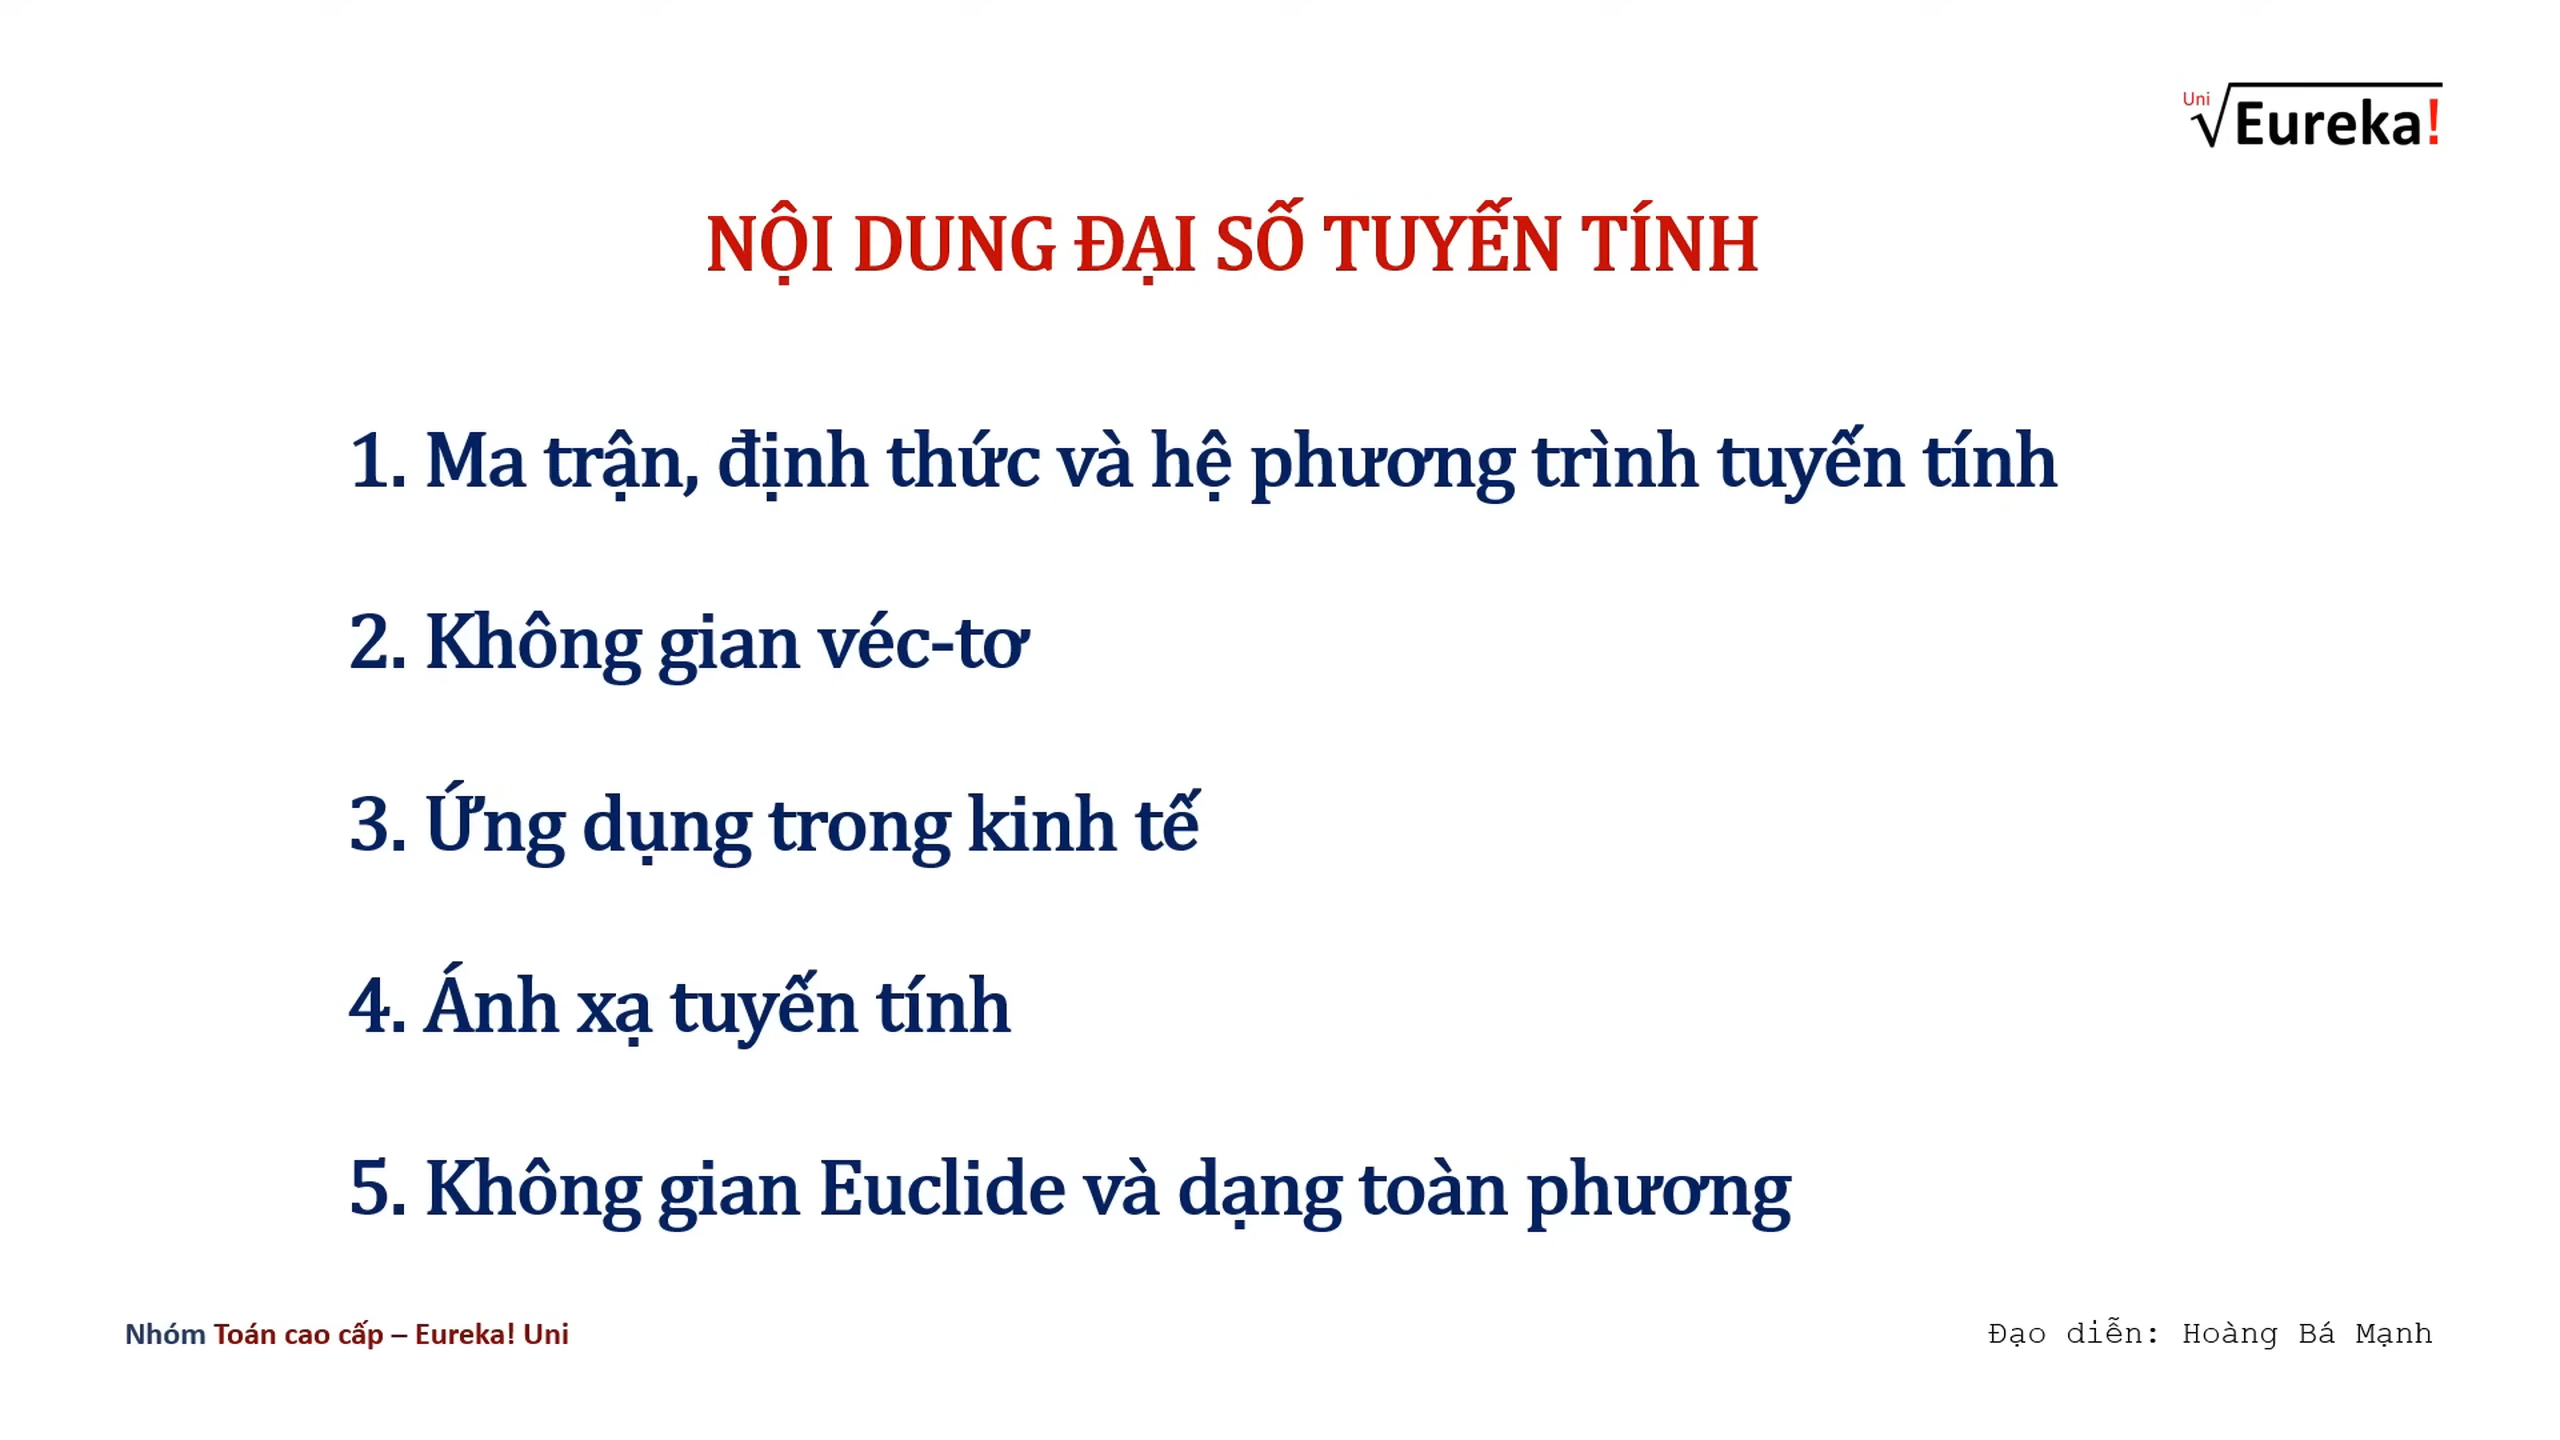 Uni
√Eureka!
NỘI DUNG ĐẠI SỐ TUYẾN TÍNH
1. Ma trận, định thức và hệ phương trình tuyến tính
2. Không gian véc-tơ
3. Ứng dụng trong kinh tế
4. Ánh xạ tuyến tính
5. Không gian Euclide và dạng toàn phương
Nhóm Toán cao cấp – Eureka! Uni
Đạo diễn: Hoàng Bá Mạnh